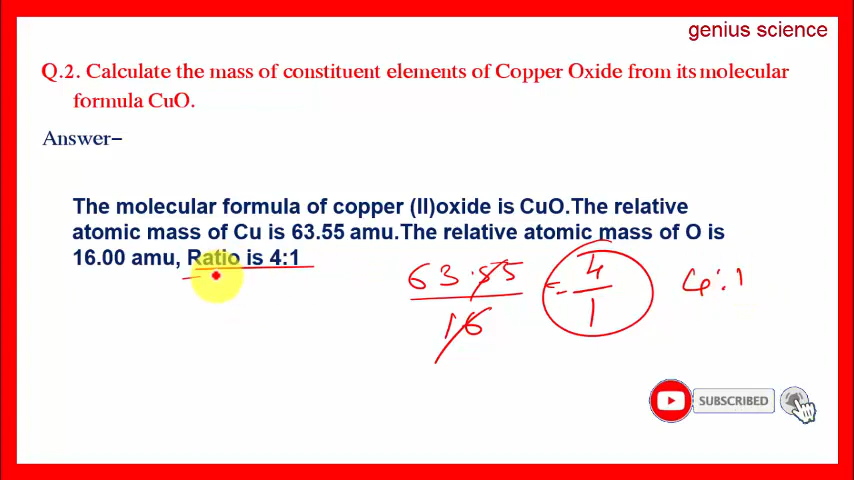 genius science
Q.2. Calculate the mass of constituent elements of Copper Oxide from its molecular
formula CuO.
Answer–
The molecular formula of copper (II)oxide is CuO.The relative
atomic mass of Cu is 63.55 amu.The relative atomic mass of O is
16.00 amu, Ratio is 4:1
63.55
16
= 4
1
4:1
SUBSCRIBED